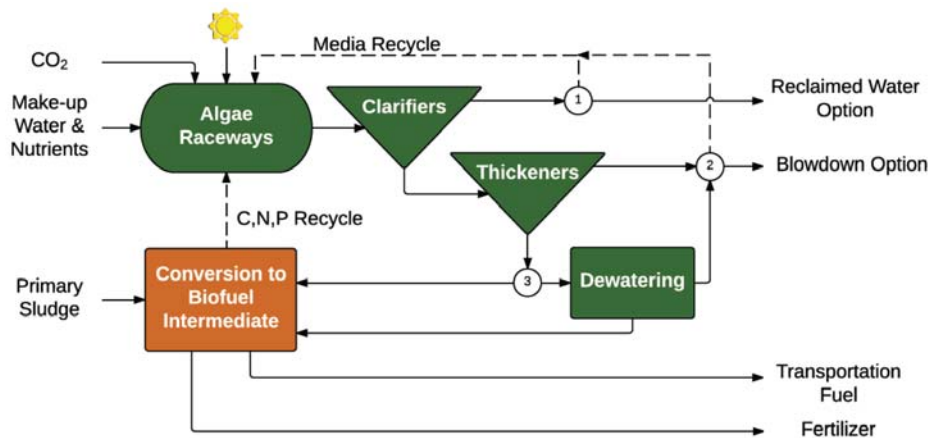 Media Recycle
CO₂
Make-up
Water &
Nutrients
Algae
Raceways
Clarifiers
1
Reclaimed Water
Option
Thickeners
2
Blowdown Option
C,N,P Recycle
Primary
Sludge
Conversion to
Biofuel
Intermediate
3
Dewatering
Transportation
Fuel
Fertilizer